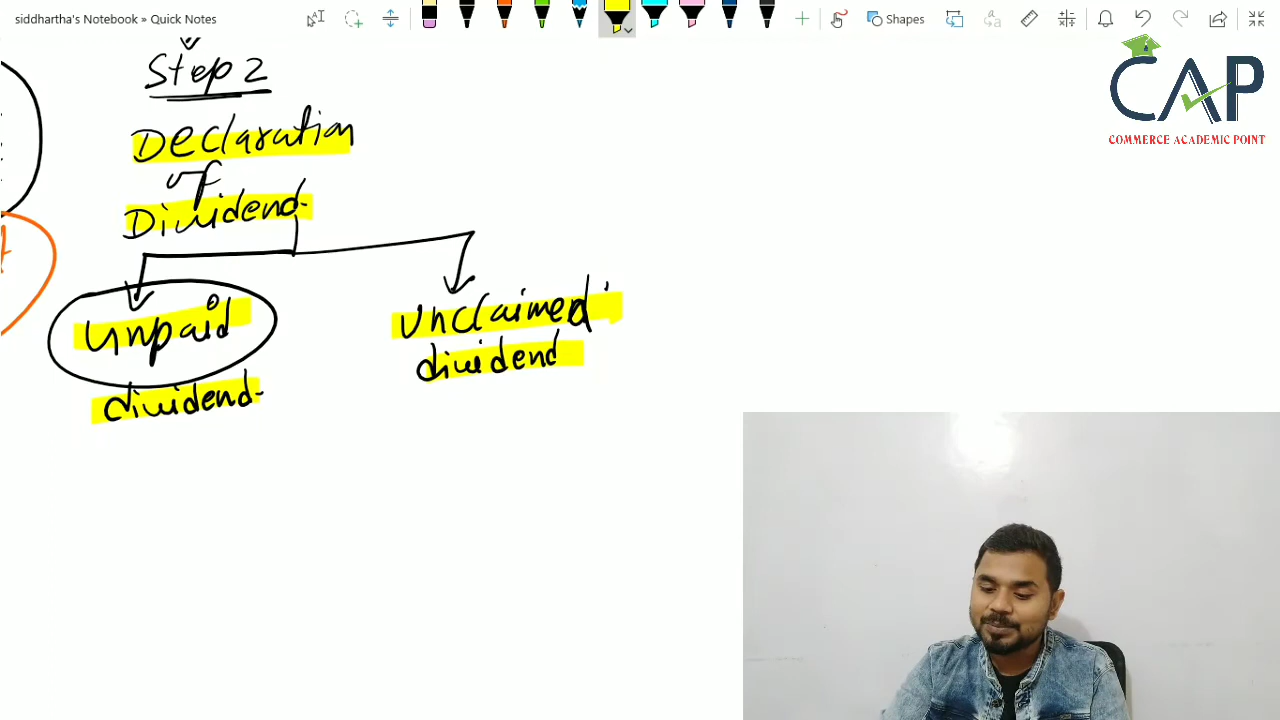 siddhartha's Notebook » Quick Notes
Shapes
CAP
COMMERCE ACADEMIC POINT
Step 2
Declaration
of
Dividend
Unpaid
dividend
Unclaimed
dividend